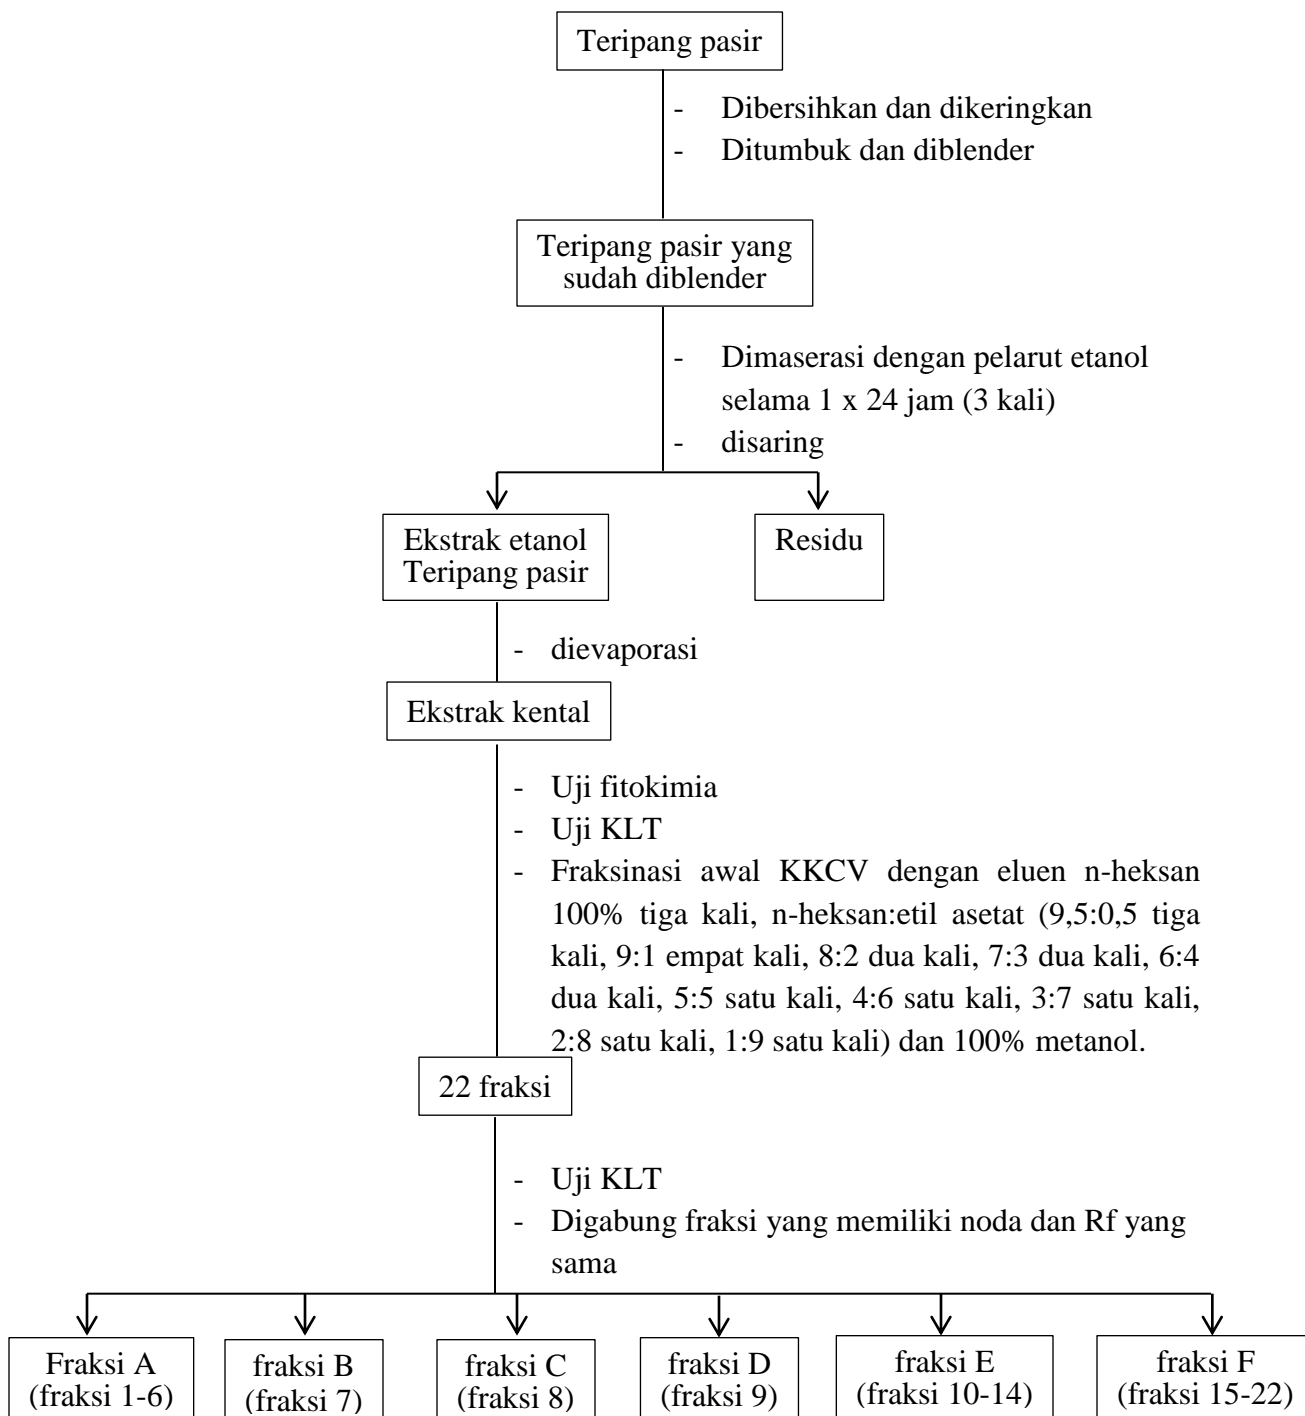 Teripang pasir
- Dibersihkan dan dikeringkan
- Ditumbuk dan diblender
Teripang pasir yang
sudah diblender
- Dimaserasi dengan pelarut etanol
selama 1 x 24 jam (3 kali)
- disaring
Ekstrak etanol
Teripang pasir
Residu
- dievaporasi
Ekstrak kental
- Uji fitokimia
- Uji KLT
- Fraksinasi awal KKCV dengan eluen n-heksan
100% tiga kali, n-heksan:etil asetat (9,5:0,5 tiga
kali, 9:1 empat kali, 8:2 dua kali, 7:3 dua kali, 6:4
dua kali, 5:5 satu kali, 4:6 satu kali, 3:7 satu kali,
2:8 satu kali, 1:9 satu kali) dan 100% metanol.
22 fraksi
- Uji KLT
- Digabung fraksi yang memiliki noda dan Rf yang
sama
Fraksi A
(fraksi 1-6)
fraksi B
(fraksi 7)
fraksi C
(fraksi 8)
fraksi D
(fraksi 9)
fraksi E
(fraksi 10-14)
fraksi F
(fraksi 15-22)